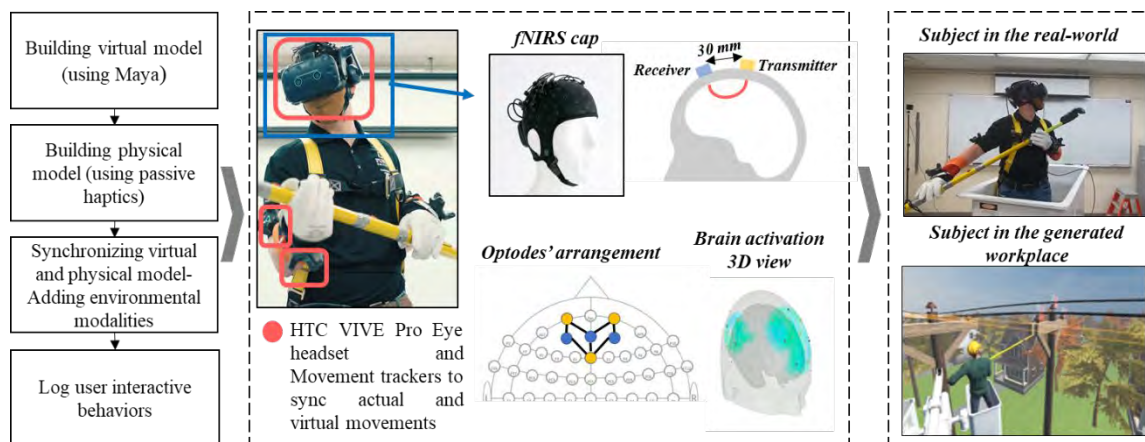 Building virtual model
(using Maya)
Building physical
model (using passive
haptics)
Synchronizing virtual
and physical model-
Adding environmental
modalities
Log user interactive
behaviors
fNIRS cap
30 mm
Receiver
Transmitter
Optodes' arrangement
Brain activation
3D view
HTC VIVE Pro Eye
headset and
Movement trackers to
sync actual and
virtual movements
Subject in the real-world
Subject in the generated
workplace